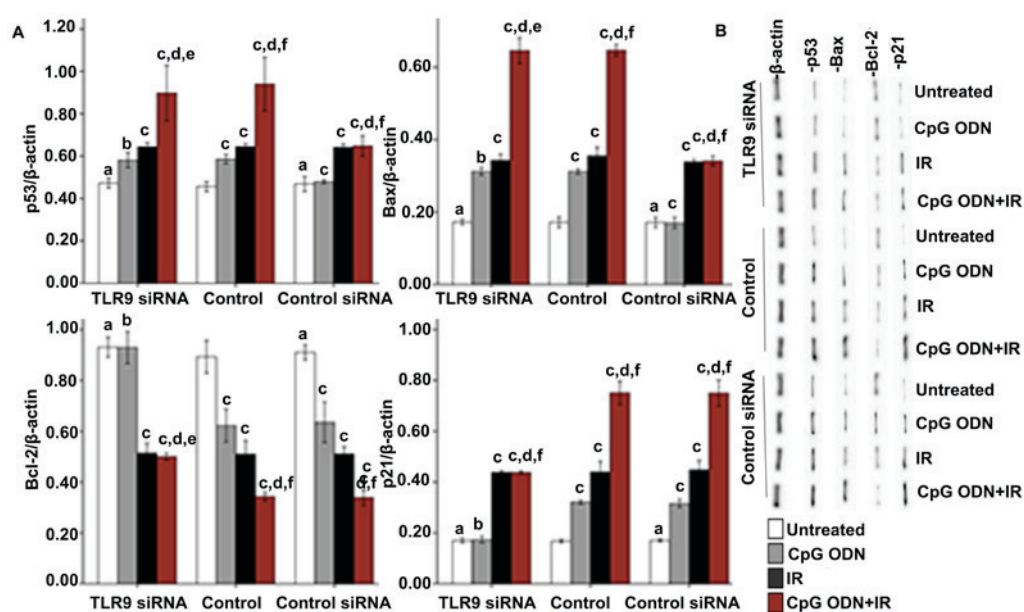 A
p53/β-actin
1.20
1.00
0.80
0.60
0.40
0.20
0.00
a
b
c
c,d,e
c
c,d,f
a
c
c
c,d,f
TLR9 siRNA
Control
Control siRNA
Bax/β-actin
0.60
0.40
0.20
0.00
a
b
c
c,d,e
c
c,d,f
a
c
c
c,d,f
TLR9 siRNA
Control
Control siRNA
Bcl-2/β-actin
1.00
0.80
0.60
0.40
0.20
0.00
a
b
c
c,d,e
c
c
c,d,f
a
c
c
c
d,f
TLR9 siRNA
Control
Control siRNA
p21/β-actin
1.00
0.80
0.60
0.40
0.20
0.00
a
b
c
c,d,f
c
c
c,d,f
a
c
c
c,d,f
TLR9 siRNA
Control
Control siRNA
B
-β-actin
-p53
-Bax
-Bcl-2
-p21
TLR9 siRNA
Untreated
CpG ODN
IR
CpG ODN+IR
Control
Untreated
CpG ODN
IR
CpG ODN+IR
Control siRNA
Untreated
CpG ODN
IR
CpG ODN+IR
Untreated
CpG ODN
IR
CpG ODN+IR